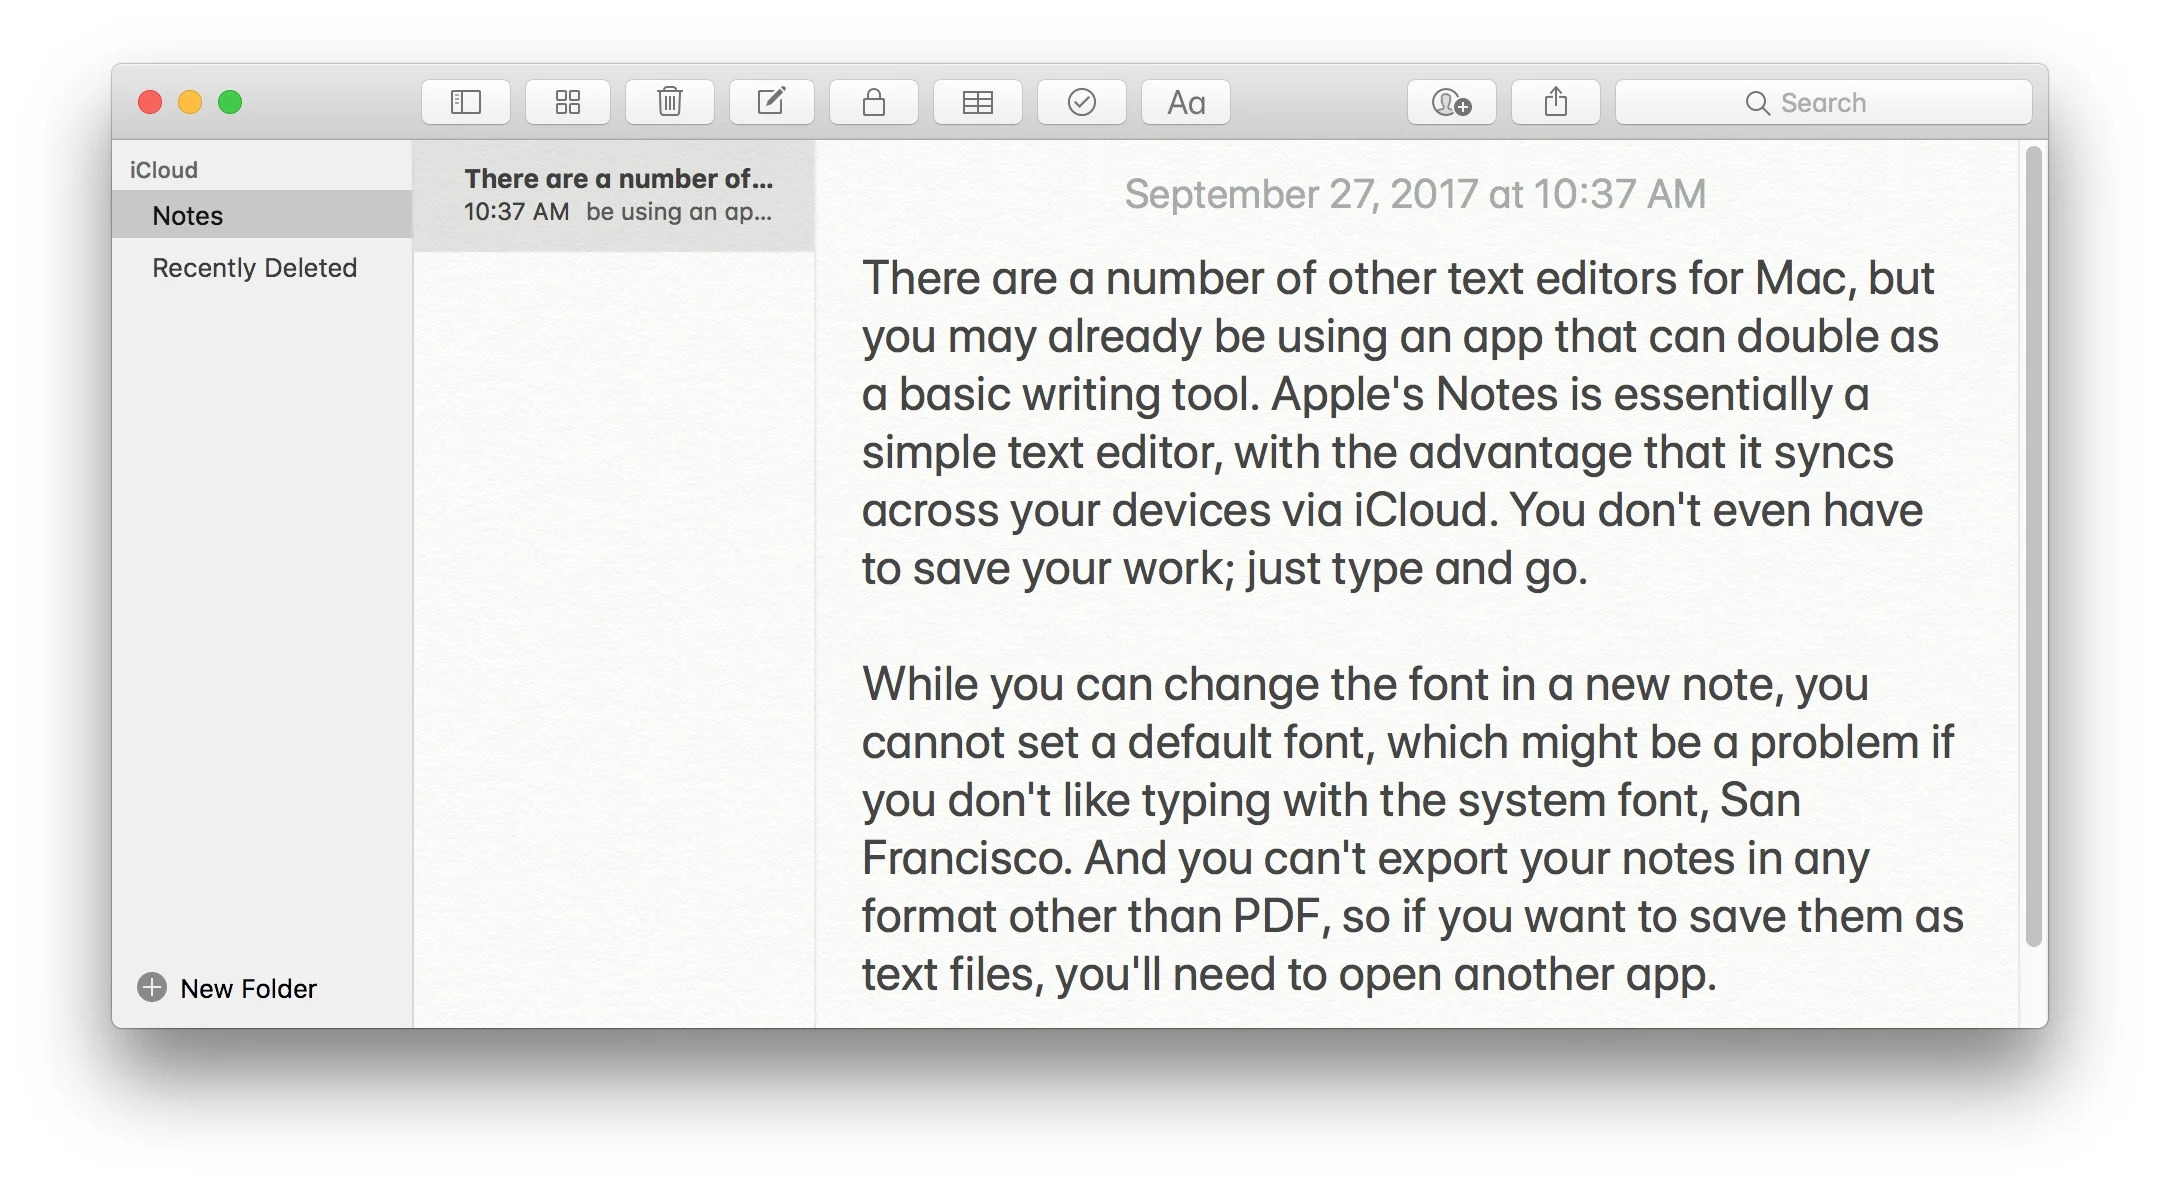 Aa
Search
iCloud
Notes
Recently Deleted
New Folder
There are a number of...
10:37 AM be using an ap...
September 27, 2017 at 10:37 AM
There are a number of other text editors for Mac, but
you may already be using an app that can double as
a basic writing tool. Apple's Notes is essentially a
simple text editor, with the advantage that it syncs
across your devices via iCloud. You don't even have
to save your work; just type and go.
While you can change the font in a new note, you
cannot set a default font, which might be a problem if
you don't like typing with the system font, San
Francisco. And you can't export your notes in any
format other than PDF, so if you want to save them as
text files, you'll need to open another app.